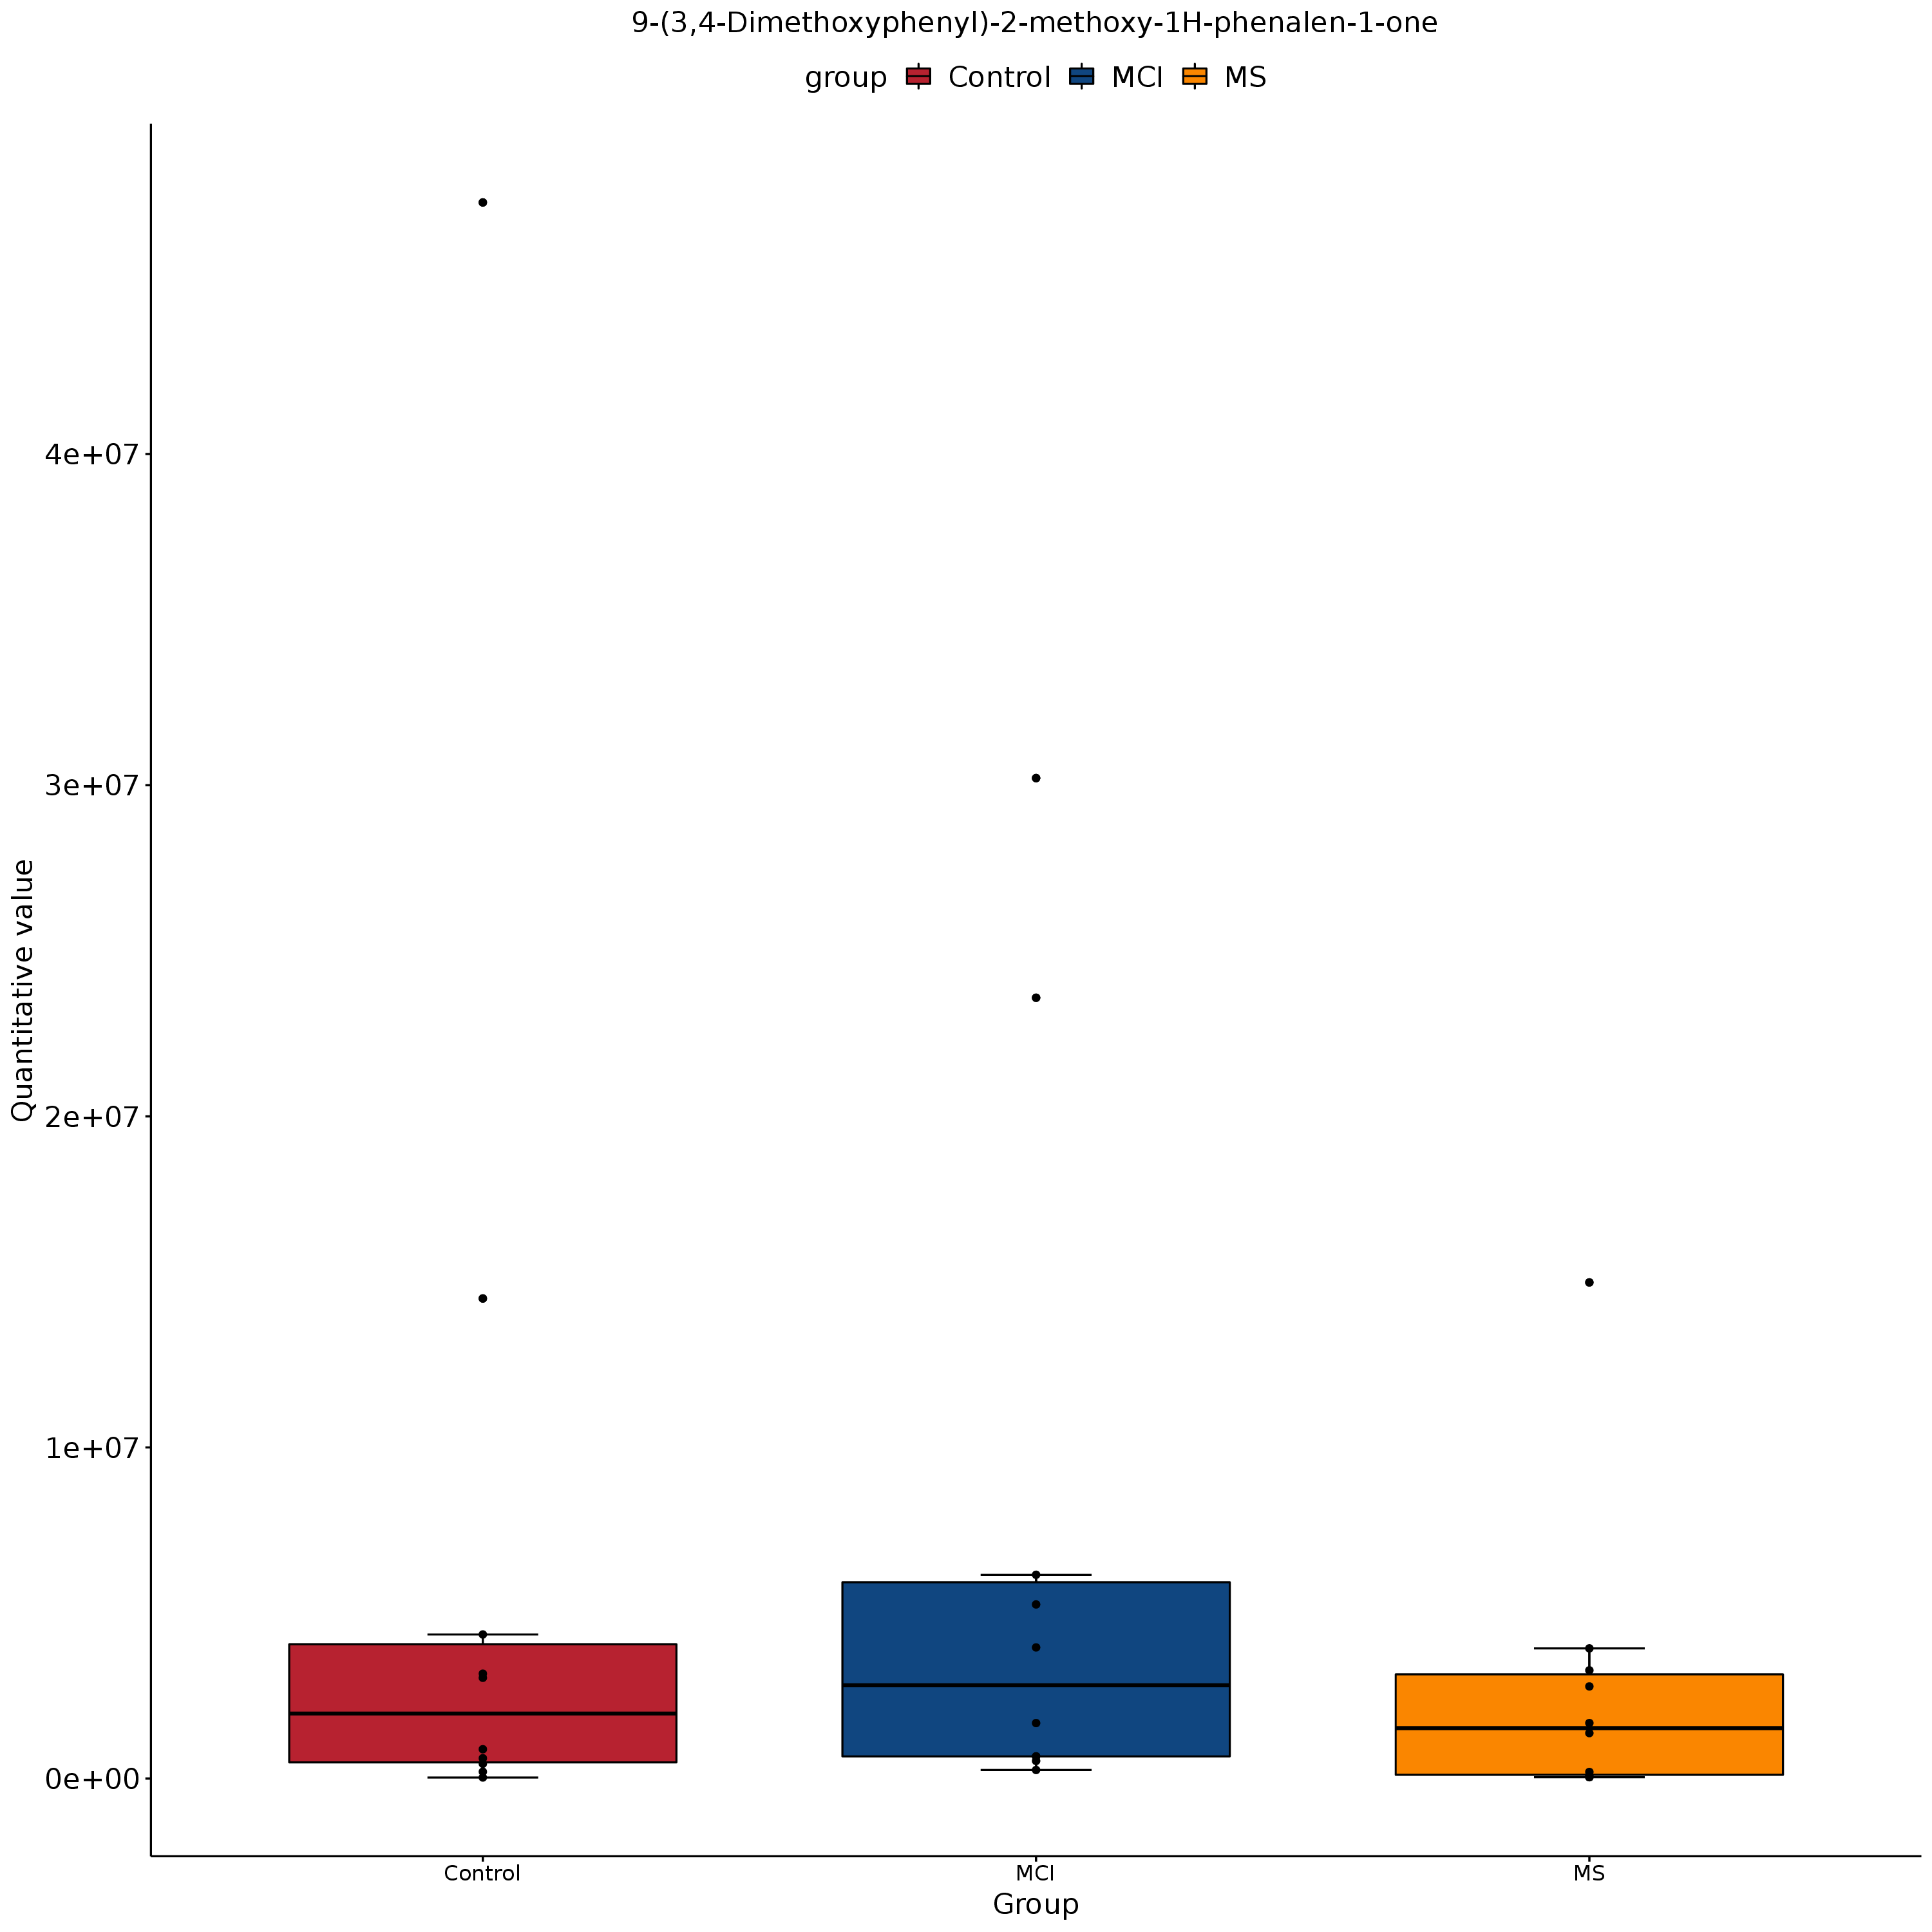 9-(3,4-Dimethoxyphenyl)-2-methoxy-1H-phenalen-1-one
group Control MCI MS
4e+07
3e+07
2e+07
1e+07
0e+00
Quantitative value
Control MCI MS
Group